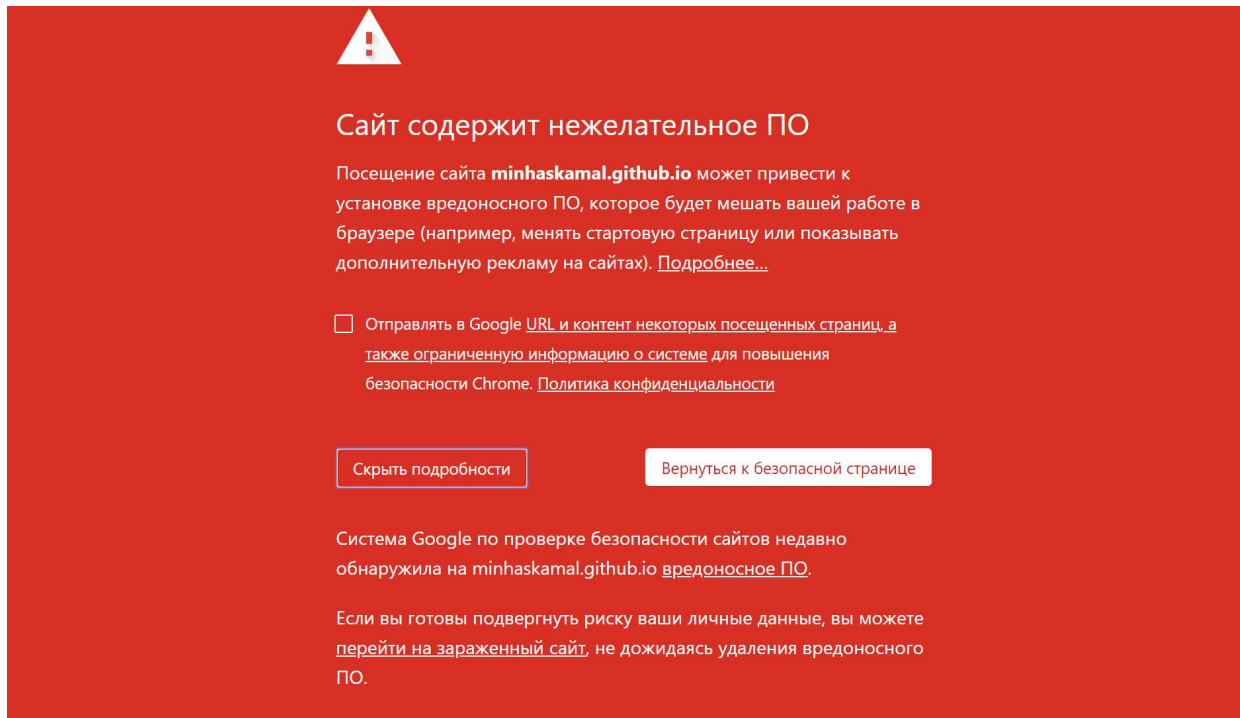 Сайт содержит нежелательное ПО
Посещение сайта minhaskamal.github.io может привести к
установке вредоносного ПО, которое будет мешать вашей работе в
браузере (например, менять стартовую страницу или показывать
дополнительную рекламу на сайтах). Подробнее...
Отправлять в Google URL и контент некоторых посещенных страниц, а
также ограниченную информацию о системе для повышения
безопасности Chrome. Политика конфиденциальности
Скрыть подробности
Вернуться к безопасной странице
Система Google по проверке безопасности сайтов недавно
обнаружила на minhaskamal.github.io вредоносное ПО.
Если вы готовы подвергнуть риску ваши личные данные, вы можете
перейти на зараженный сайт, не дожидаясь удаления вредоносного
ПО.